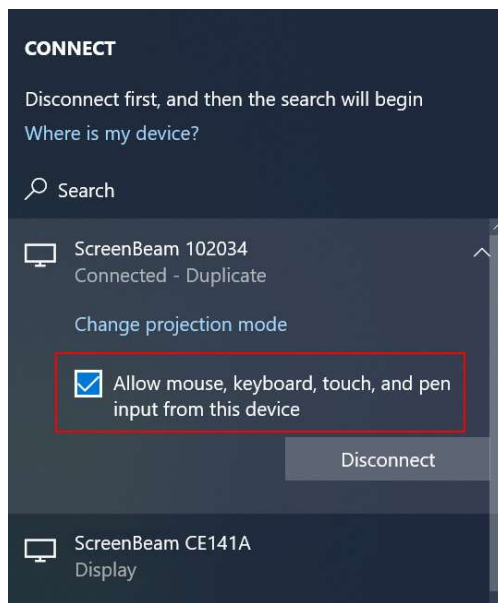 CONNECT
Disconnect first, and then the search will begin
Where is my device?
Search
ScreenBeam 102034
Connected - Duplicate
Change projection mode
Allow mouse, keyboard, touch, and pen
input from this device
Disconnect
ScreenBeam CE141A
Display